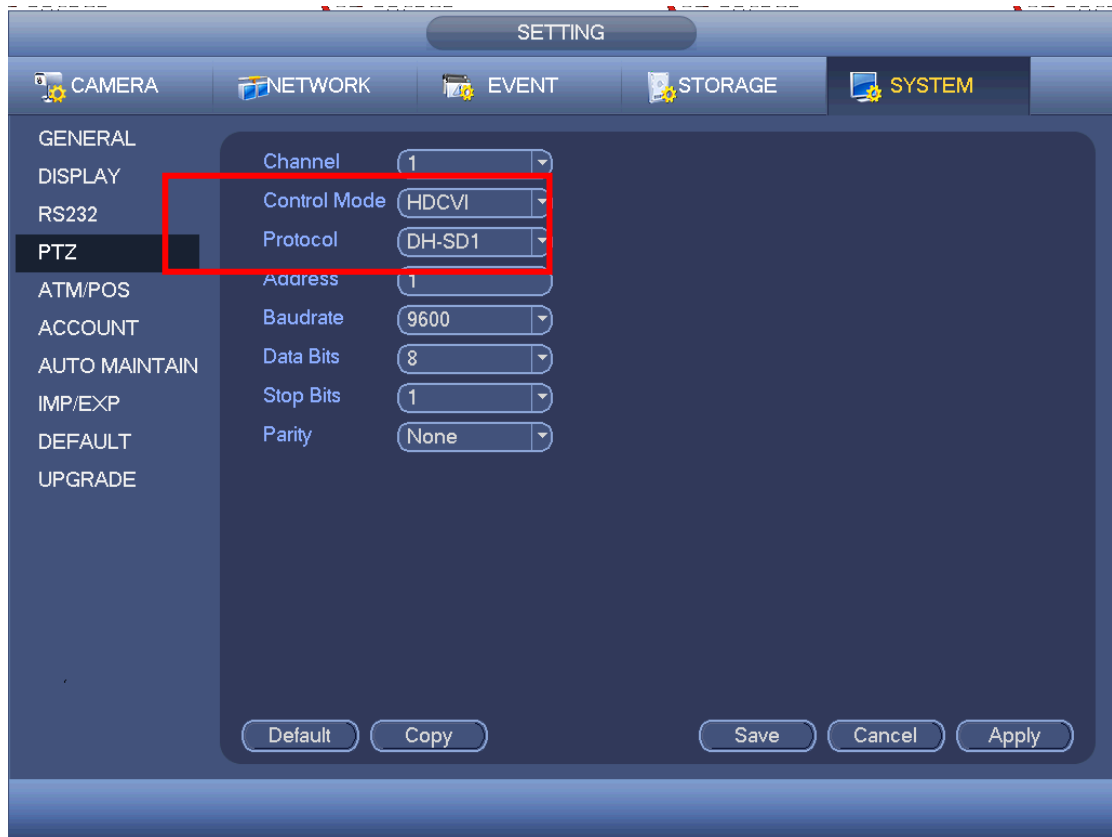 SETTING
CAMERA NETWORK EVENT STORAGE SYSTEM
GENERAL
DISPLAY
RS232
PTZ
ATM/POS
ACCOUNT
AUTO MAINTAIN
IMP/EXP
DEFAULT
UPGRADE
Channel 1
Control Mode HDCVI
Protocol DH-SD1
Address 1
Baudrate 9600
Data Bits 8
Stop Bits 1
Parity None
Default Copy Save Cancel Apply